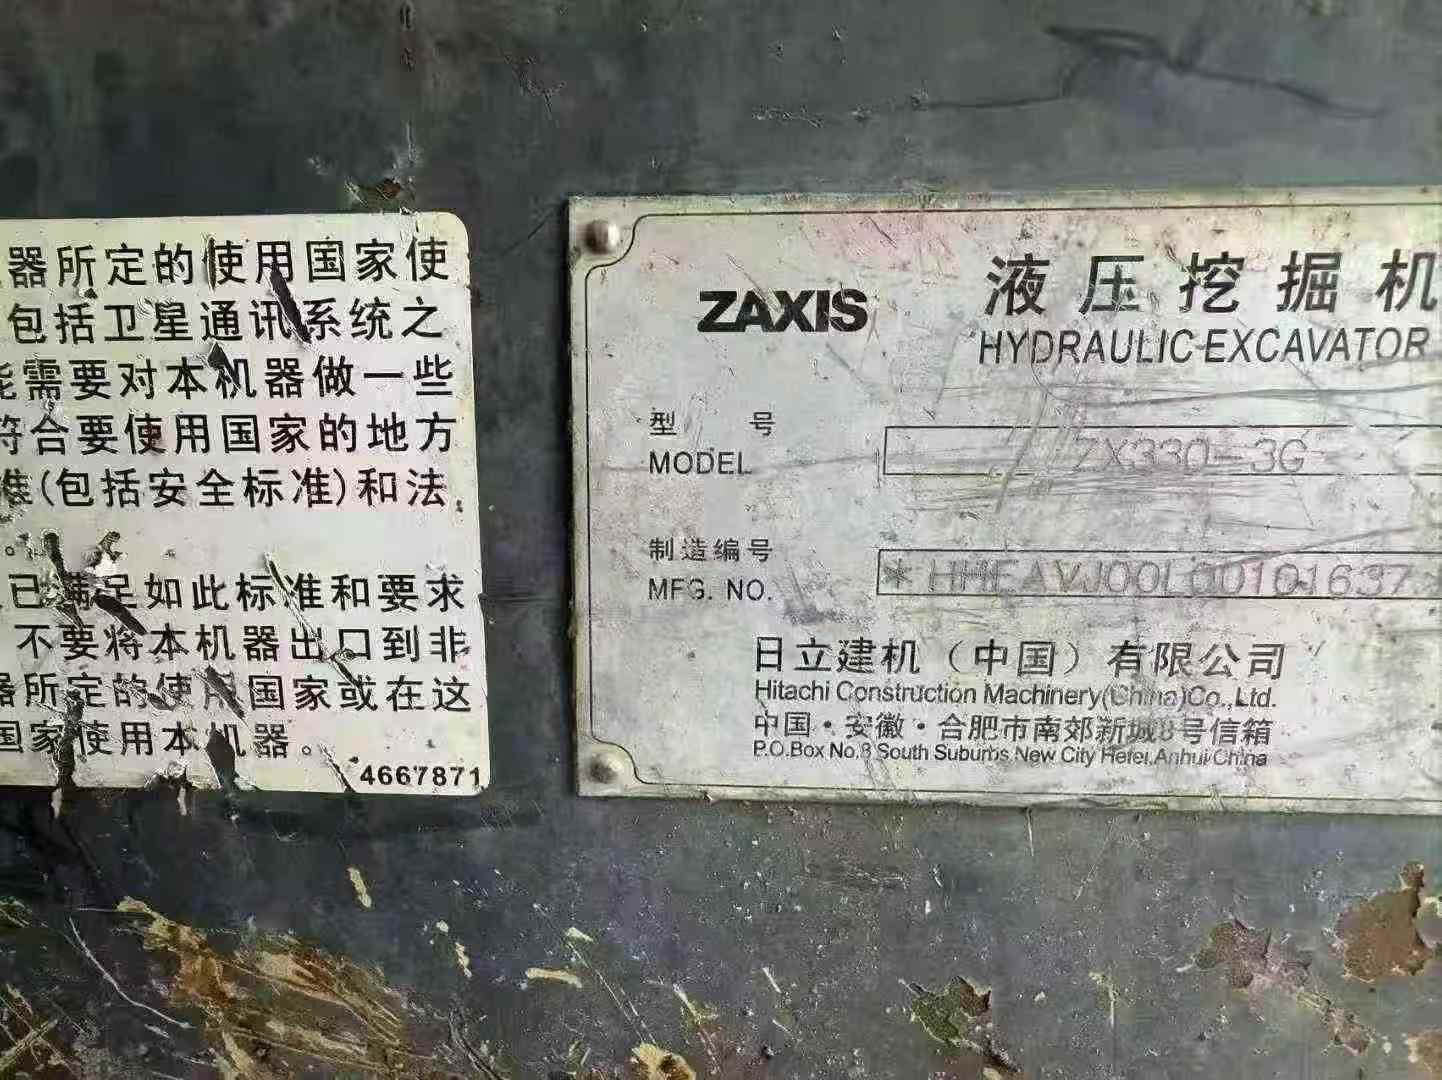 器所定的使用国家使
包括卫星通讯系统之
能需要对本机器做一些
符合要使用国家的地方
准(包括安全标准)和法
。
已满足如此标准和要求
不要将本机器出口到非
器所定的使用国家或在这
国家使用本机器。
4667871
ZAXIS
液压挖掘机
HYDRAULIC EXCAVATOR
型号
MODEL
ZX330-3G
制造编号
MFG. NO.
*HHEAVJ00L00101637*
日立建机(中国)有限公司
Hitachi Construction Machinery(China)Co.,Ltd.
中国·安徽·合肥市南郊新城8号信箱
P.O.Box No.8 South Suburbs New City Hefei,Anhui China